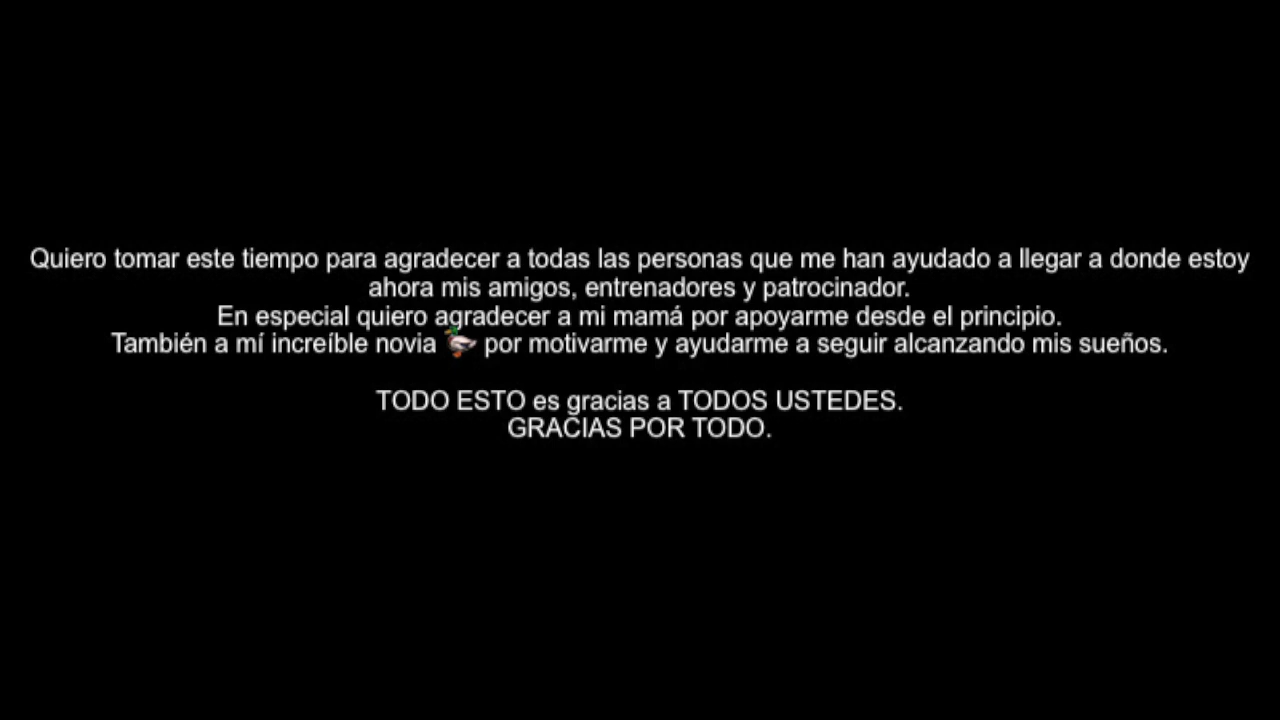 Quiero tomar este tiempo para agradecer a todas las personas que me han ayudado a llegar a donde estoy
ahora mis amigos, entrenadores y patrocinador.
En especial quiero agradecer a mi mamá por apoyarme desde el principio.
También a mí increíble novia 🦆 por motivarme y ayudarme a seguir alcanzando mis sueños.
TODO ESTO es gracias a TODOS USTEDES.
GRACIAS POR TODO.